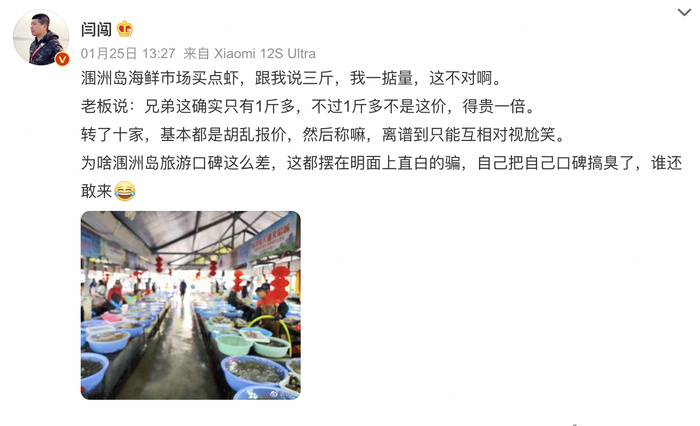 闫闯
01月25日 13:27 来自 Xiaomi 12S Ultra
涠洲岛海鲜市场买点虾，跟我说三斤，我一掂量，这不对啊。
老板说：兄弟这确实只有1斤多，不过1斤多不是这价，得贵一倍。
转了十家，基本都是胡乱报价，然后称嘛，离谱到只能互相对视尬笑。
为啥涠洲岛旅游口碑这么差，这都摆在明面上直白的骗，自己把自己口碑搞臭了，谁还
敢来